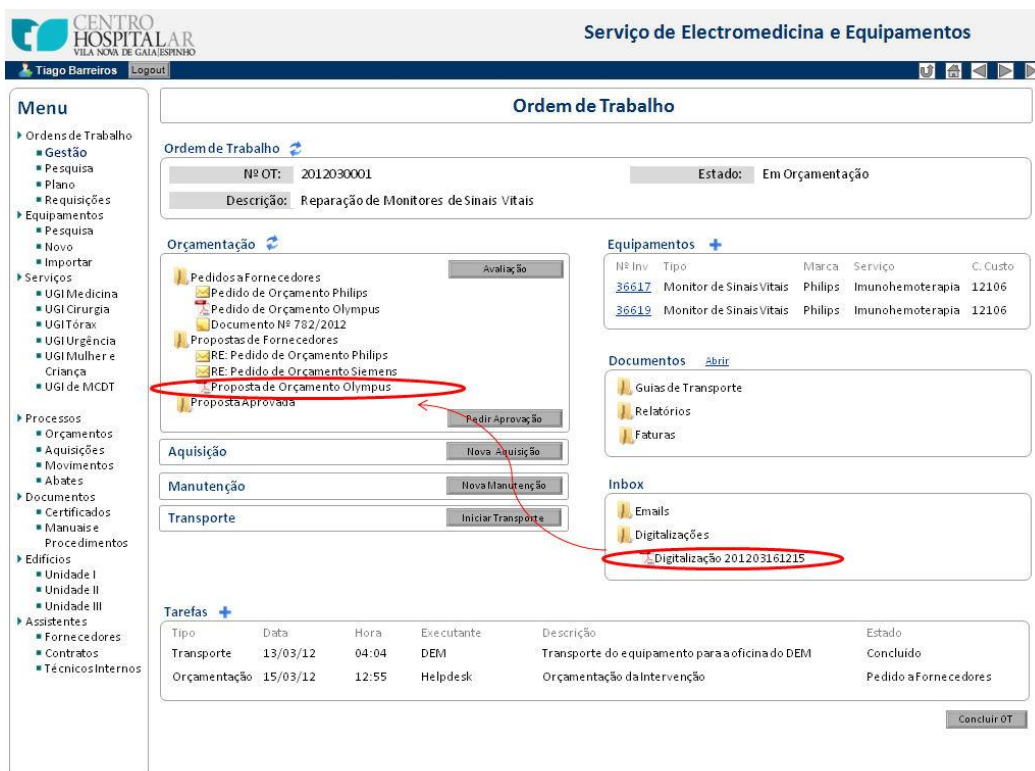 CENTRO
HOSPITALAR
VILA NOVA DE GAIA|ESPINHO
Serviço de Electromedicina e Equipamentos
Tiago Barreiros Logout
Menu
Ordens de Trabalho
Gestão
Pesquisa
Plano
Requisições
Equipamentos
Pesquisa
Novo
Importar
Serviços
UGI Medicina
UGI Cirurgia
UGI Tórax
UGI Urgência
UGI Mulher e
Criança
UGI de MCDT
Processos
Orçamentos
Aquisições
Movimentos
Abates
Documentos
Certificados
Manuais e
Procedimentos
Edifícios
Unidade I
Unidade II
Unidade III
Assistentes
Fornecedores
Contratos
Técnicos Internos
Ordem de Trabalho
Ordem de Trabalho
Nº OT: 2012030001 Estado: Em Orçamentação
Descrição: Reparação de Monitores de Sinais Vitais
Orçamentação
Avaliação
Pedidos a Fornecedores
Pedido de Orçamento Philips
Pedido de Orçamento Olympus
Documento Nº 782/2012
Propostas de Fornecedores
RE: Pedido de Orçamento Philips
RE: Pedido de Orçamento Siemens
Proposta de Orçamento Olympus
Proposta Aprovada
Pedir Aprovação
Aquisição Nova Aquisição
Manutenção Nova Manutenção
Transporte Iniciar Transporte
Equipamentos
Nº Inv Tipo Marca Serviço C. Custo
36617 Monitor de Sinais Vitais Philips Imunohemoterapia 12106
36619 Monitor de Sinais Vitais Philips Imunohemoterapia 12106
Documentos Abrir
Guias de Transporte
Relatórios
Faturas
Inbox
Emails
Digitalizações
Digitalização 201203161215
Tarefas
Tipo Data Hora Executante Descrição Estado
Transporte 13/03/12 04:04 DEM Transporte do equipamento para a oficina do DEM Concluído
Orçamentação 15/03/12 12:55 Helpdesk Orçamentação da Intervenção Pedido a Fornecedores
Concluir OT